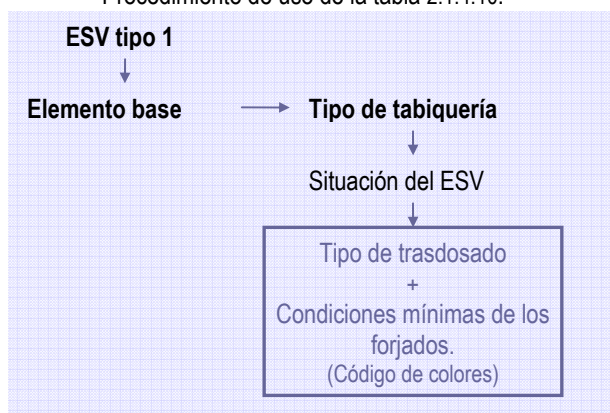 Procedimiento de uso de la tabla 2.1.4.10.
ESV tipo 1
Elemento base
Tipo de tabiquería
Situación del ESV
Tipo de trasdosado
+
Condiciones mínimas de los
forjados.
(Código de colores)